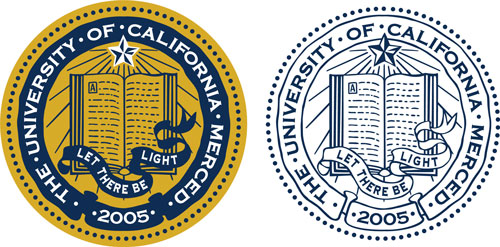 ·THE·UNIVERSITY·OF·CALIFORNIA·MERCED·
A
LET THERE BE LIGHT
·2005·
·THE·UNIVERSITY·OF·CALIFORNIA·MERCED·
A
LET THERE BE LIGHT
·2005·